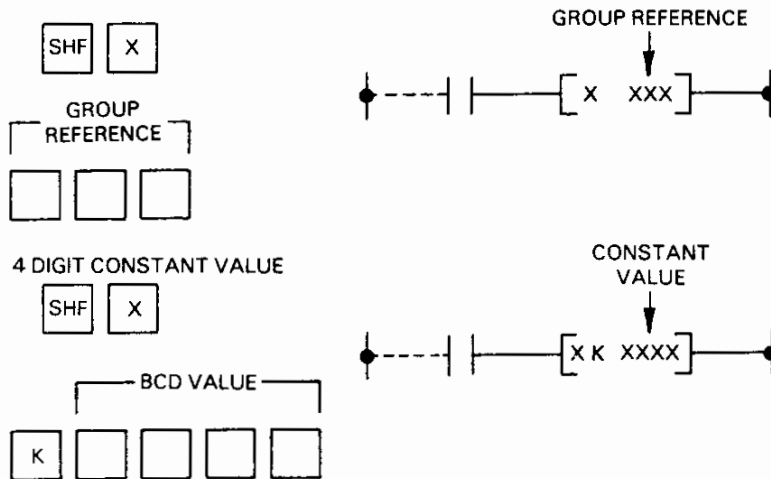 SHF X
GROUP
REFERENCE
GROUP REFERENCE
X XXX
4 DIGIT CONSTANT VALUE
SHF X
BCD VALUE
K
CONSTANT
VALUE
X K XXXX